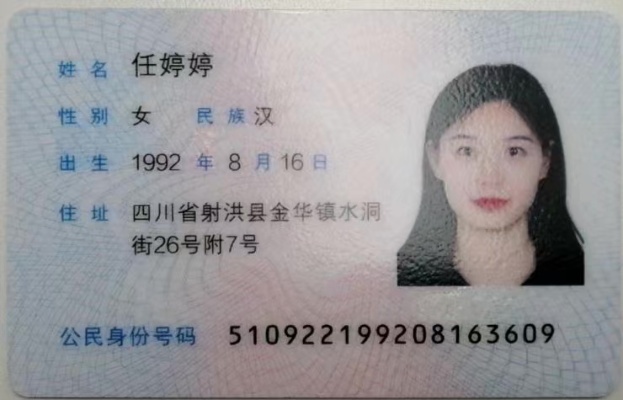 姓名 任婷婷
性别 女 民族 汉
出生 1992 年 8 月 16 日
住址 四川省射洪县金华镇水洞
街26号附7号
公民身份号码 510922199208163609